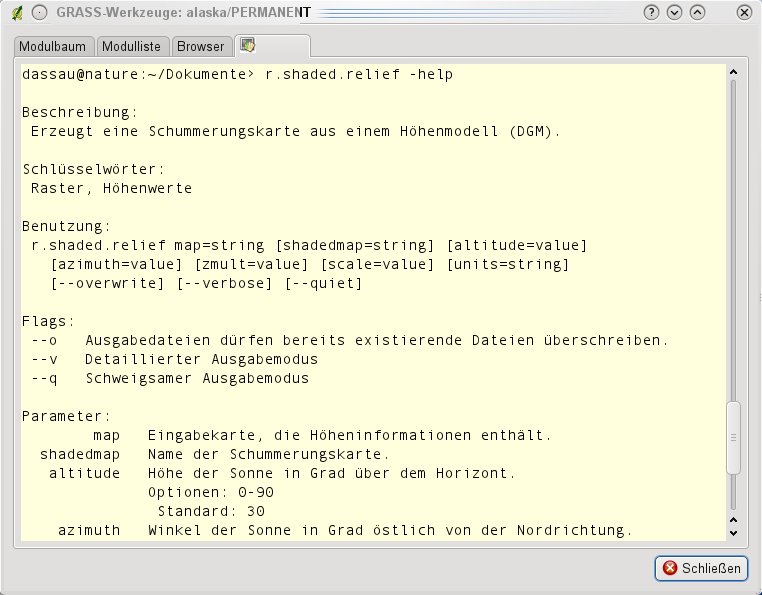 GRASS-Werkzeuge: alaska/PERMANENT
Modulbaum Modulliste Browser
dassau@nature:~/Dokumente> r.shaded.relief -help
Beschreibung:
Erzeugt eine Schummerungskarte aus einem Höhenmodell (DGM).
Schlüsselwörter:
Raster, Höhenwerte
Benutzung:
r.shaded.relief map=string [shadedmap=string] [altitude=value]
[azimuth=value] [zmult=value] [scale=value] [units=string]
[--overwrite] [--verbose] [--quiet]
Flags:
--o Ausgabedateien dürfen bereits existierende Dateien überschreiben.
--v Detaillierter Ausgabemodus
--q Schweigsamer Ausgabemodus
Parameter:
map Eingabekarte, die Höheninformationen enthält.
shadedmap Name der Schummerungskarte.
altitude Höhe der Sonne in Grad über dem Horizont.
Optionen: 0-90
Standard: 30
azimuth Winkel der Sonne in Grad östlich von der Nordrichtung.
Schließen